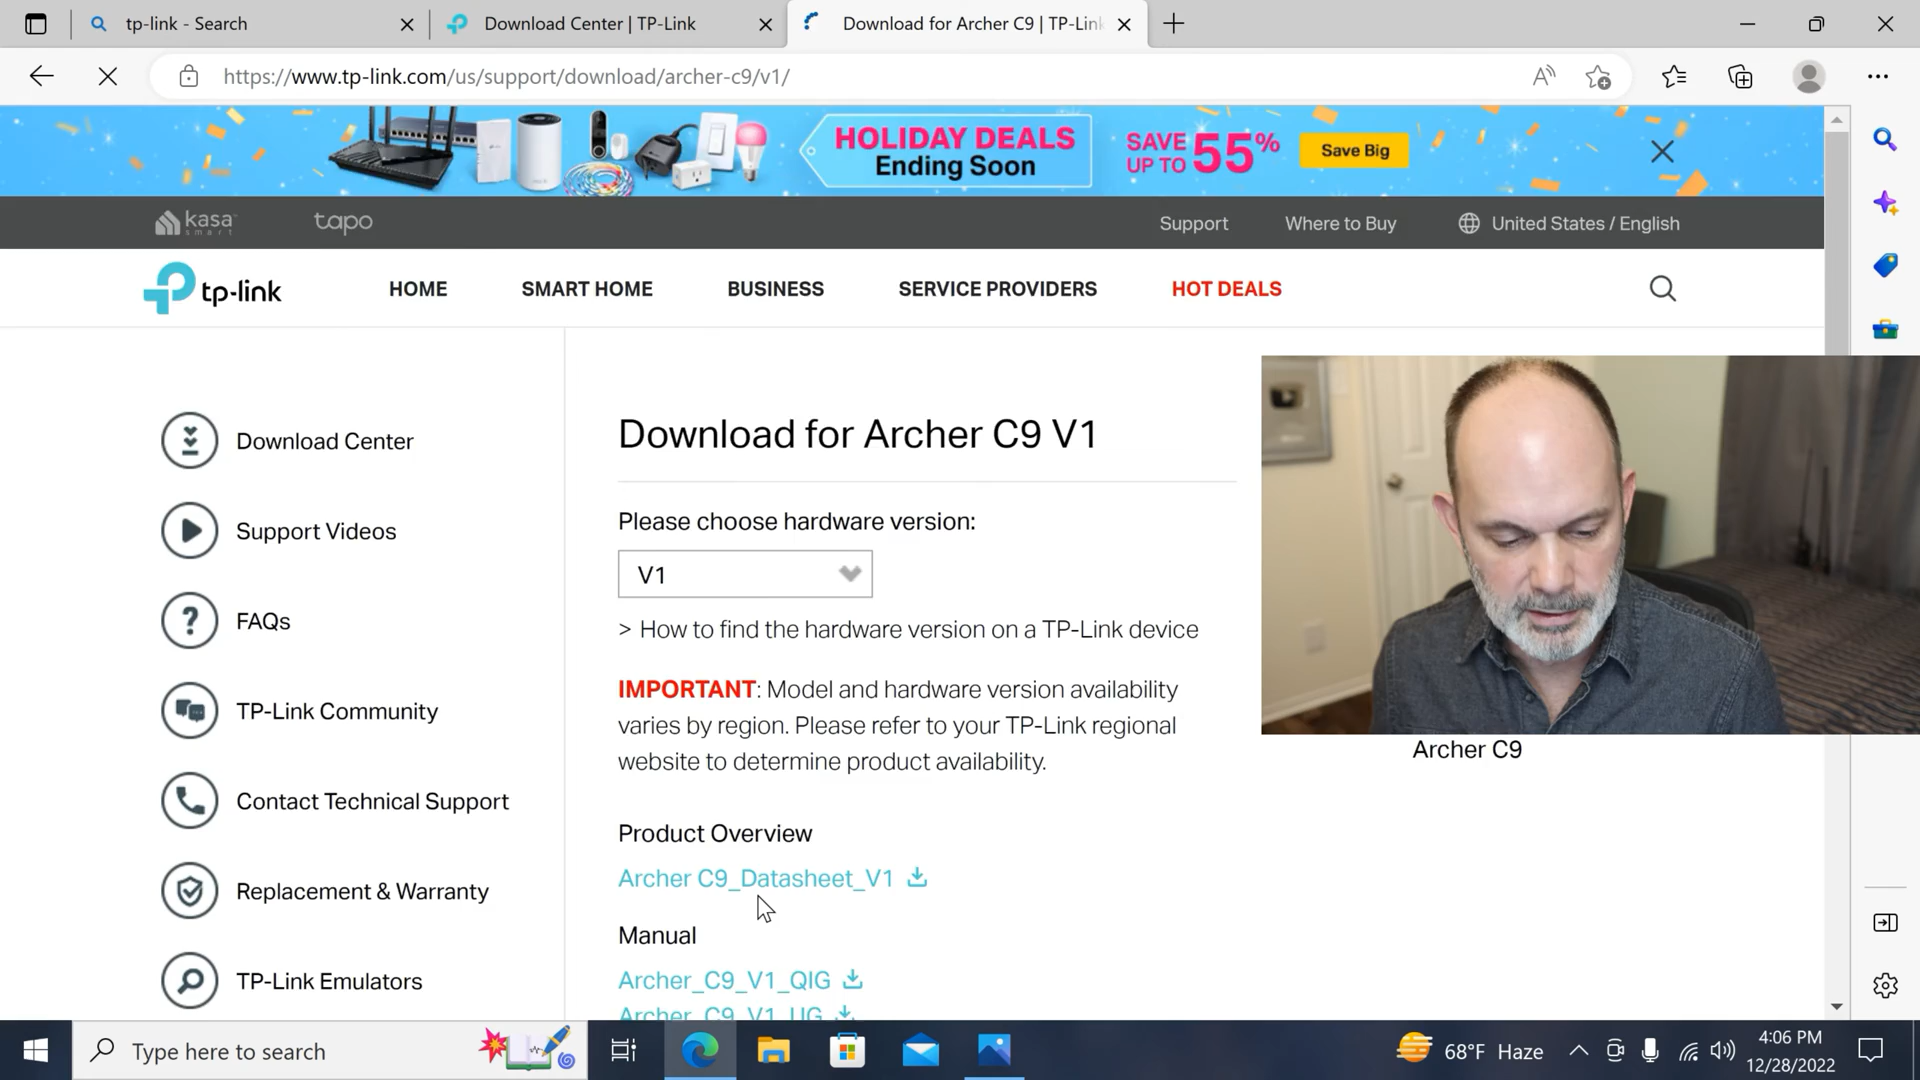 tp-link - Search
Download Center | TP-Link
Download for Archer C9 | TP-Link
https://www.tp-link.com/us/support/download/archer-c9/v1/
HOLIDAY DEALS
Ending Soon
SAVE UP TO 55%
Save Big
kasa smart
tapo
Support
Where to Buy
United States / English
tp-link
HOME
SMART HOME
BUSINESS
SERVICE PROVIDERS
HOT DEALS
Download Center
Support Videos
FAQs
TP-Link Community
Contact Technical Support
Replacement & Warranty
TP-Link Emulators
Download for Archer C9 V1
Please choose hardware version:
V1
> How to find the hardware version on a TP-Link device
IMPORTANT: Model and hardware version availability
varies by region. Please refer to your TP-Link regional
website to determine product availability.
Archer C9
Product Overview
Archer C9_Datasheet_V1
Manual
Archer_C9_V1_QIG
Archer_C9_V1_UG
Type here to search
68°F Haze
4:06 PM
12/28/2022